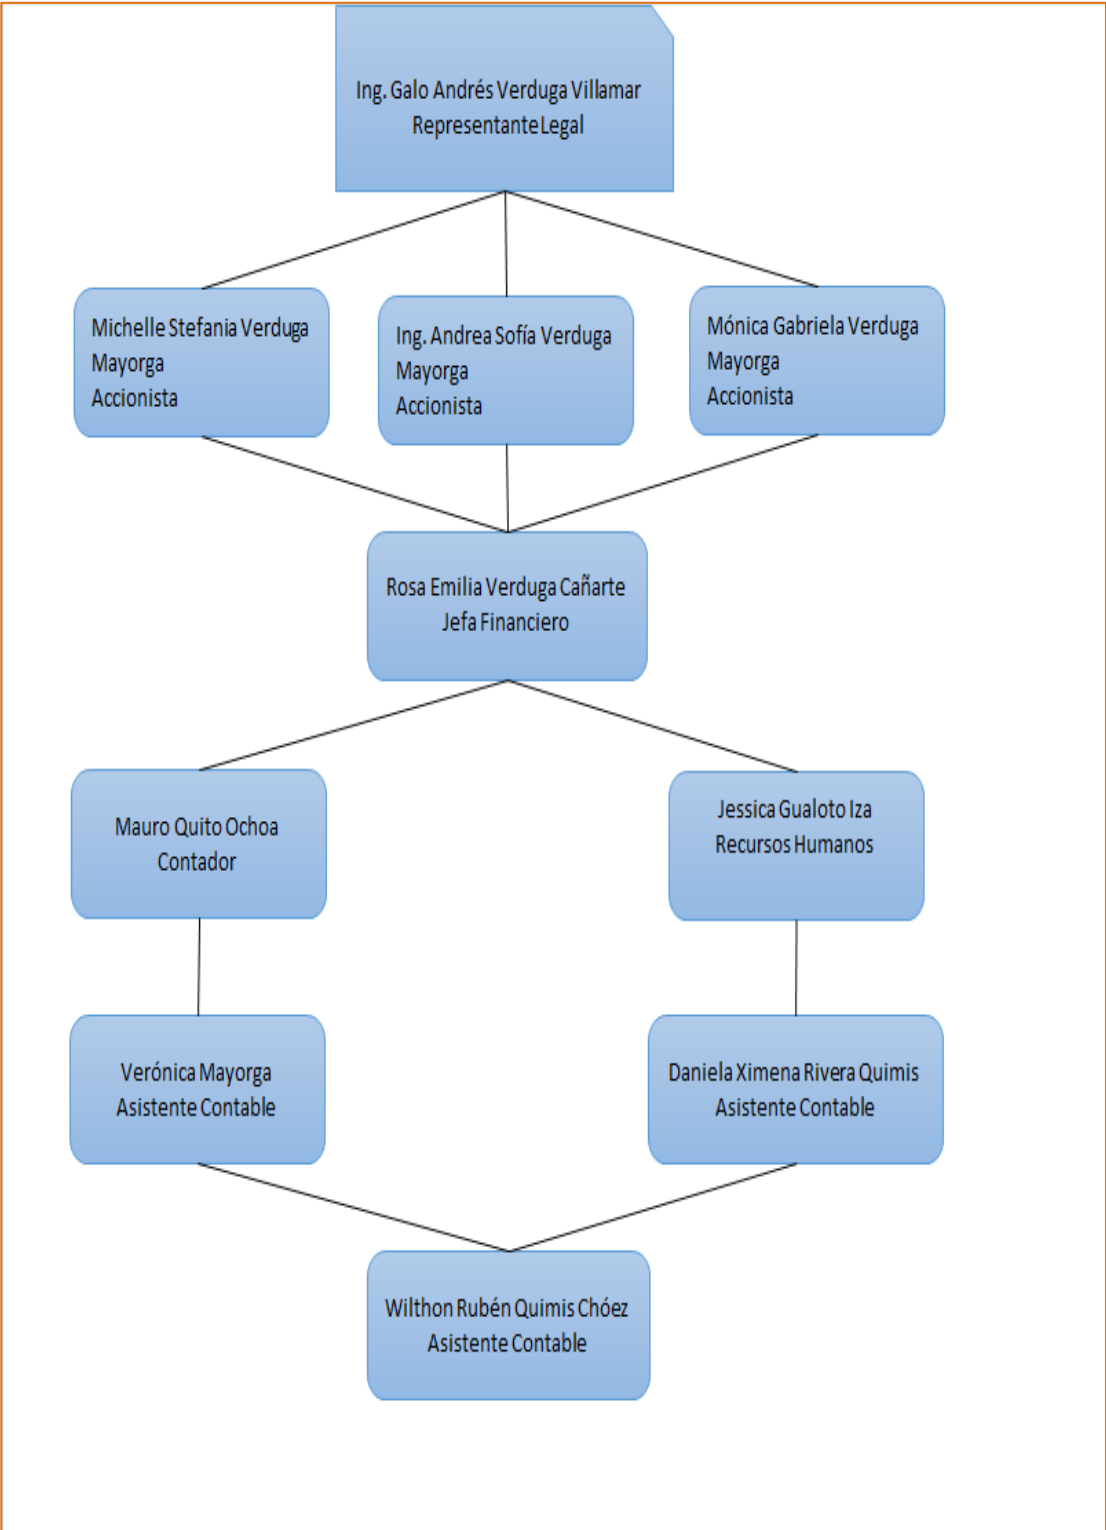 Ing. Galo Andrés Verduga Villamar
Representante Legal
Michelle Stefania Verduga
Mayorga
Accionista
Ing. Andrea Sofía Verduga
Mayorga
Accionista
Mónica Gabriela Verduga
Mayorga
Accionista
Rosa Emilia Verduga Cañarte
Jefa Financiero
Mauro Quito Ochoa
Contador
Jessica Gualoto Iza
Recursos Humanos
Verónica Mayorga
Asistente Contable
Daniela Ximena Rivera Quimis
Asistente Contable
Wilthon Rubén Quimis Chóez
Asistente Contable